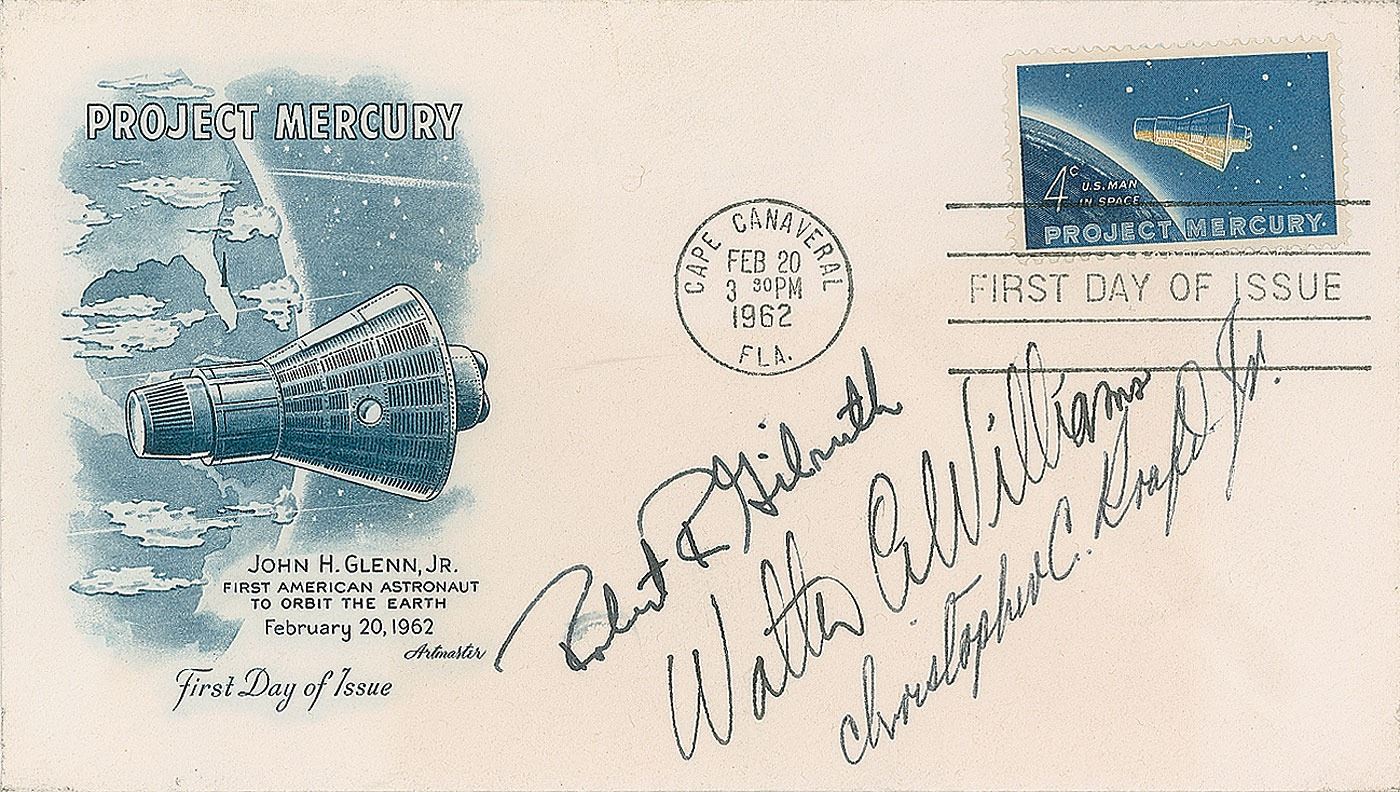 PROJECT MERCURY
4c U.S. MAN
IN SPACE
PROJECT MERCURY
CAPE CANAVERAL
FEB 20
3 30 PM
1962
FLA.
FIRST DAY OF ISSUE
Robert R Gilruth
Walter C Williams
Christopher C. Kraft Jr.
JOHN H. GLENN, JR.
FIRST AMERICAN ASTRONAUT
TO ORBIT THE EARTH
February 20, 1962
Artmaster
First Day of Issue